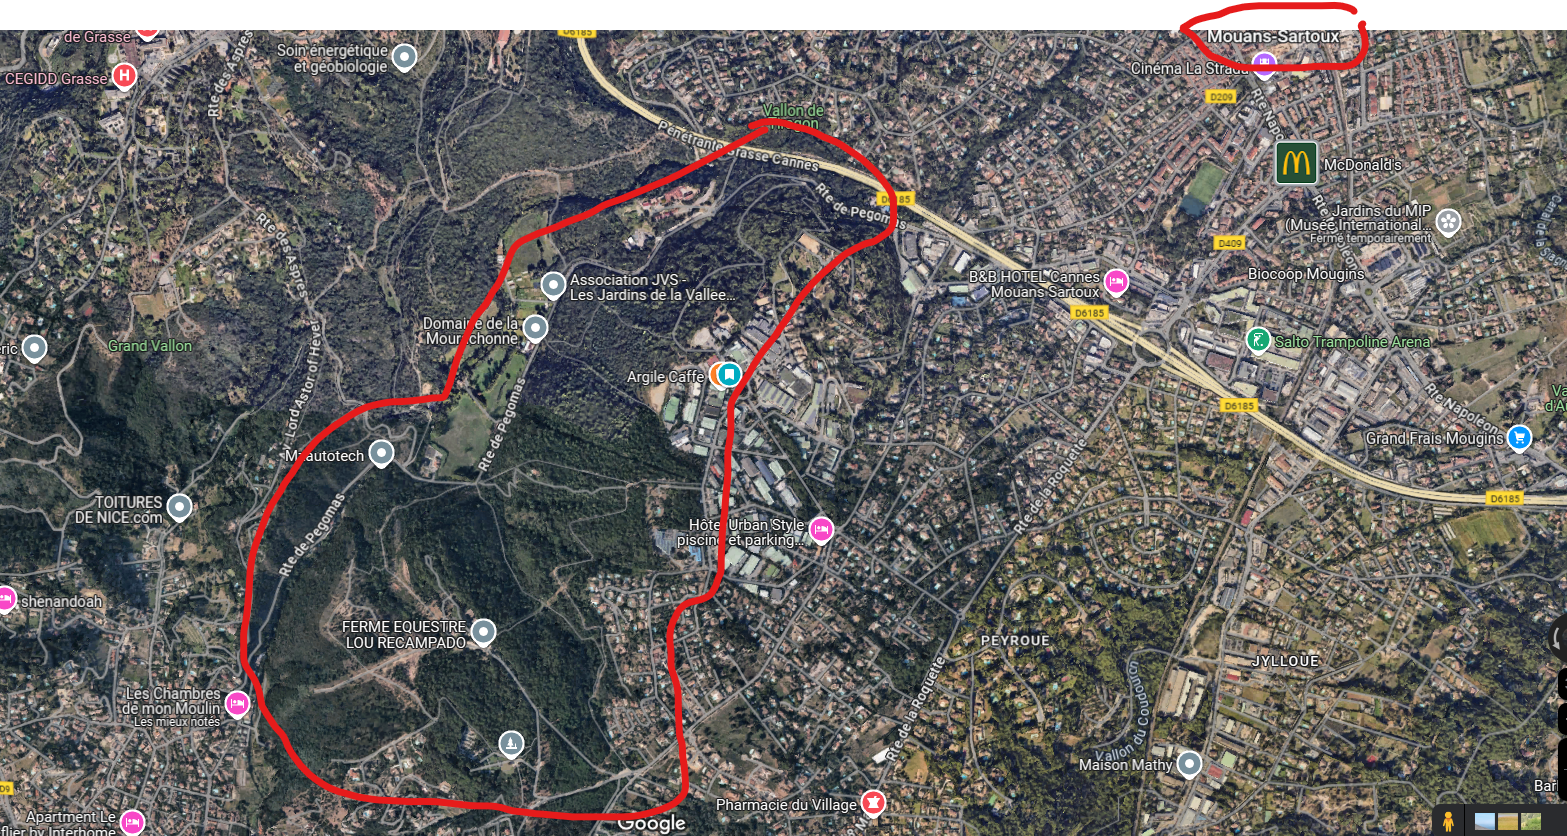 de Grasse
CEGIDD Grasse
H
Rte des Aspres
Soin énergétique
et géobiologie
D6185
Mouans-Sartoux
Cinéma La Strada
D209
Vallon de
Pénétrante Grasse Cannes
Rte de Pegomas
D6185
McDonald's
Jardins du MIP
(Musée International...
Fermé temporairement
D409
Biocoop Mougins
B&B HOTEL Cannes
Mouans Sartoux
D6185
Salto Trampoline Arena
Rte des Aspres
Association JVS -
Les Jardins de la Vallee...
Domaine de la
Mourachonne
Grand Vallon
Argile Caffe
Lord Astor of Hever
Rte de Pegomas
D6185
Rte Napoléon
Grand Frais Mougins
D6185
M.autotech
TOITURES
DE NICE.com
Rte de Pegomas
Hôtel Urban Style
piscine et parking...
Rte de la Roquette
shenandoah
FERME EQUESTRE
LOU RECAMPADO
PEYROUE
JYLLOUE
Les Chambres
de mon Moulin
Les mieux notés
Rte de la Roquette
Vallon du Coudouno
Maison Mathy
D9
Pharmacie du Village
Google
Apartment Le
flier by Interhome
Bar